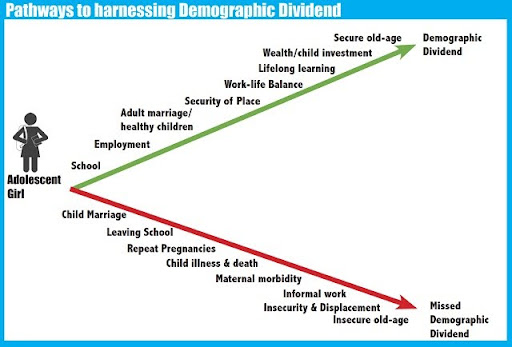 Pathways to harnessing Demographic Dividend
Secure old-age
Demographic
Dividend
Wealth/child investment
Lifelong learning
Work-life Balance
Security of Place
Adult marriage/
healthy children
Employment
School
Adolescent
Girl
Child Marriage
Leaving School
Repeat Pregnancies
Child illness & death
Maternal morbidity
Informal work
Insecurity & Displacement
Insecure old-age
Missed
Demographic
Dividend